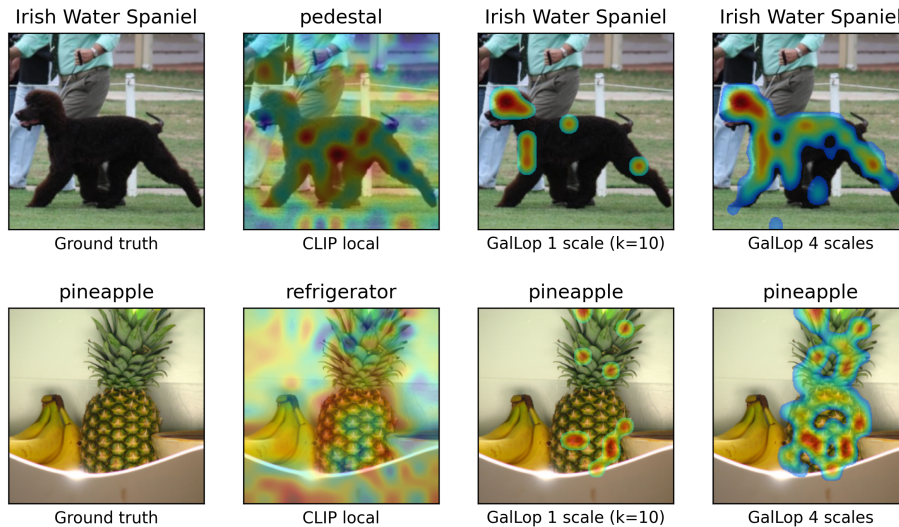 Irish Water Spaniel
pedestal
Irish Water Spaniel
Irish Water Spaniel
Ground truth
CLIP local
GalLop 1 scale (k=10)
GalLop 4 scales
pineapple
refrigerator
pineapple
pineapple
Ground truth
CLIP local
GalLop 1 scale (k=10)
GalLop 4 scales